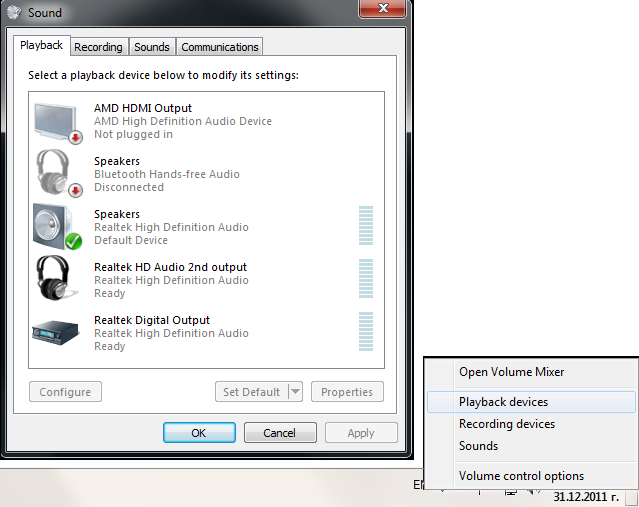 Sound
Playback
Recording
Sounds
Communications
Select a playback device below to modify its settings:
AMD HDMI Output
AMD High Definition Audio Device
Not plugged in
Speakers
Bluetooth Hands-free Audio
Disconnected
Speakers
Realtek High Definition Audio
Default Device
Realtek HD Audio 2nd output
Realtek High Definition Audio
Ready
Realtek Digital Output
Realtek High Definition Audio
Ready
Configure
Set Default
Properties
OK
Cancel
Apply
Open Volume Mixer
Playback devices
Recording devices
Sounds
Volume control options
31.12.2011 г.